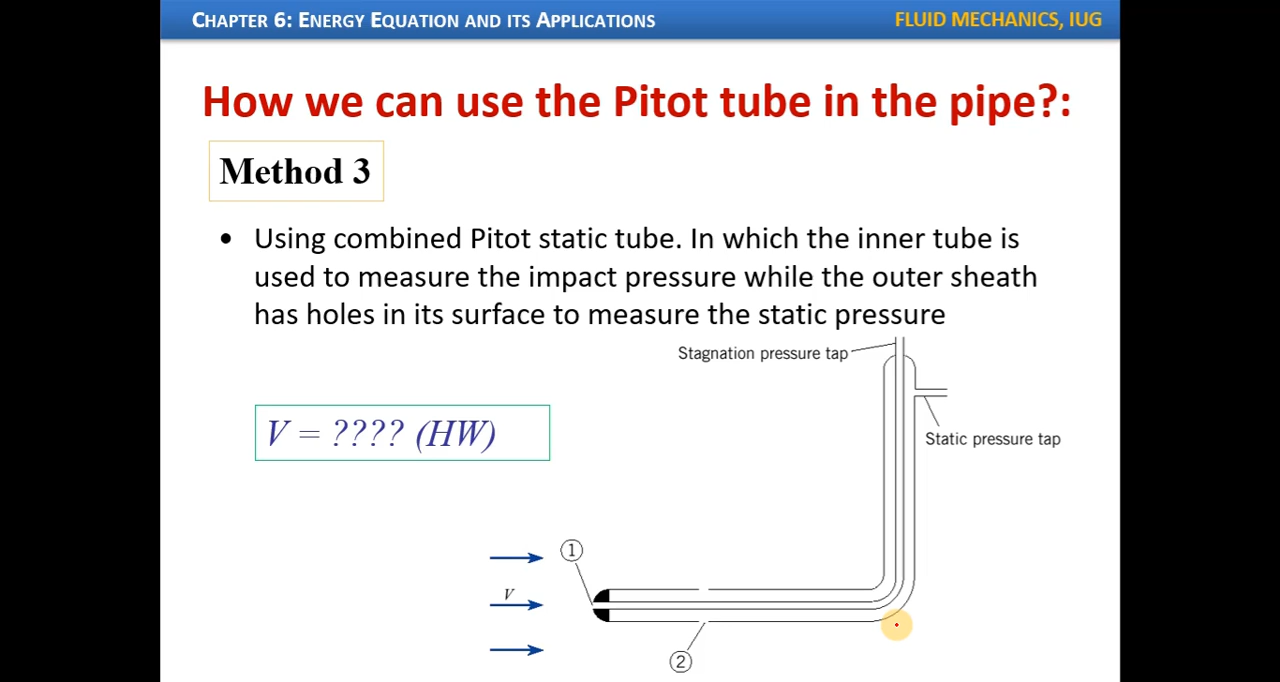 CHAPTER 6: ENERGY EQUATION AND ITS APPLICATIONS
FLUID MECHANICS, IUG
How we can use the Pitot tube in the pipe?:
Method 3
• Using combined Pitot static tube. In which the inner tube is
used to measure the impact pressure while the outer sheath
has holes in its surface to measure the static pressure
Stagnation pressure tap
V = ???? (HW)
Static pressure tap
1
V
2